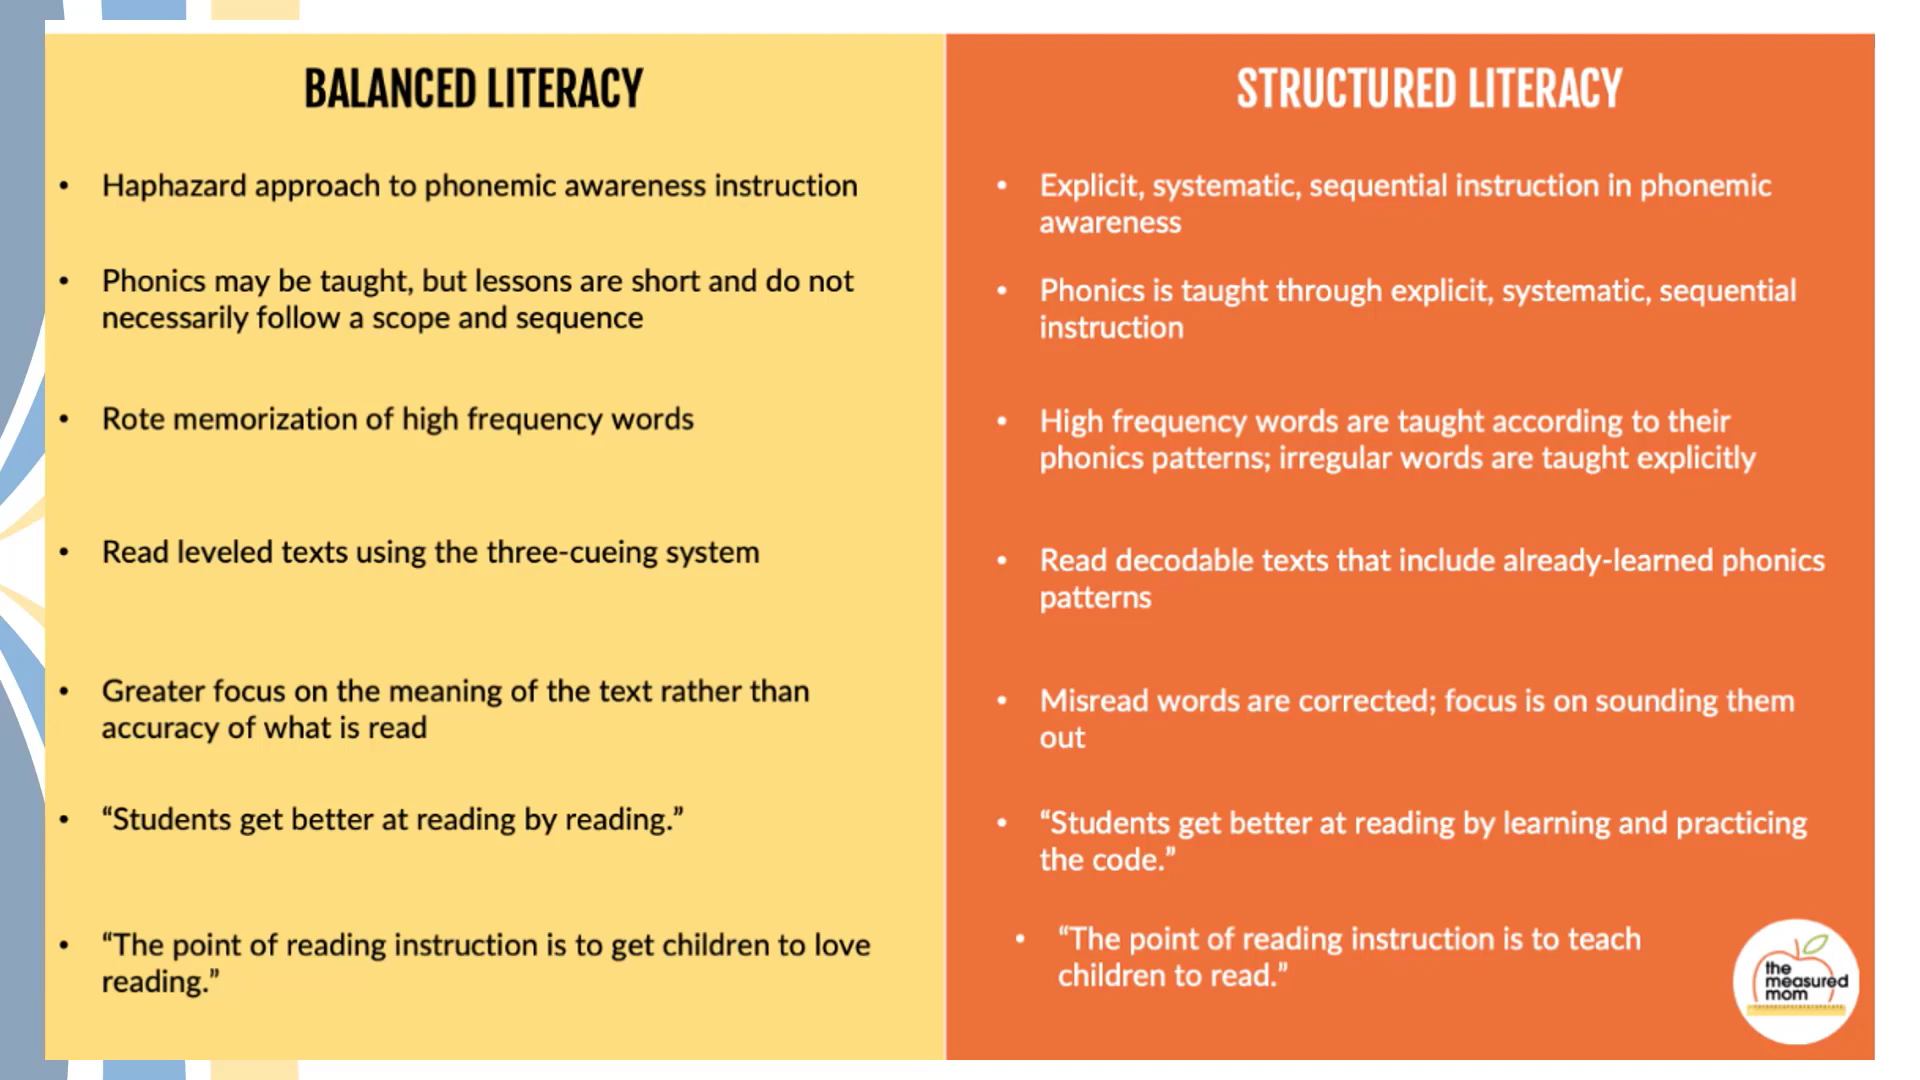 BALANCED LITERACY
• Haphazard approach to phonemic awareness instruction
• Phonics may be taught, but lessons are short and do not
necessarily follow a scope and sequence
• Rote memorization of high frequency words
• Read leveled texts using the three-cueing system
• Greater focus on the meaning of the text rather than
accuracy of what is read
• “Students get better at reading by reading.”
• “The point of reading instruction is to get children to love
reading.”
STRUCTURED LITERACY
• Explicit, systematic, sequential instruction in phonemic
awareness
• Phonics is taught through explicit, systematic, sequential
instruction
• High frequency words are taught according to their
phonics patterns; irregular words are taught explicitly
• Read decodable texts that include already-learned phonics
patterns
• Misread words are corrected; focus is on sounding them
out
• “Students get better at reading by learning and practicing
the code.”
• “The point of reading instruction is to teach
children to read.”
the
measured
mom